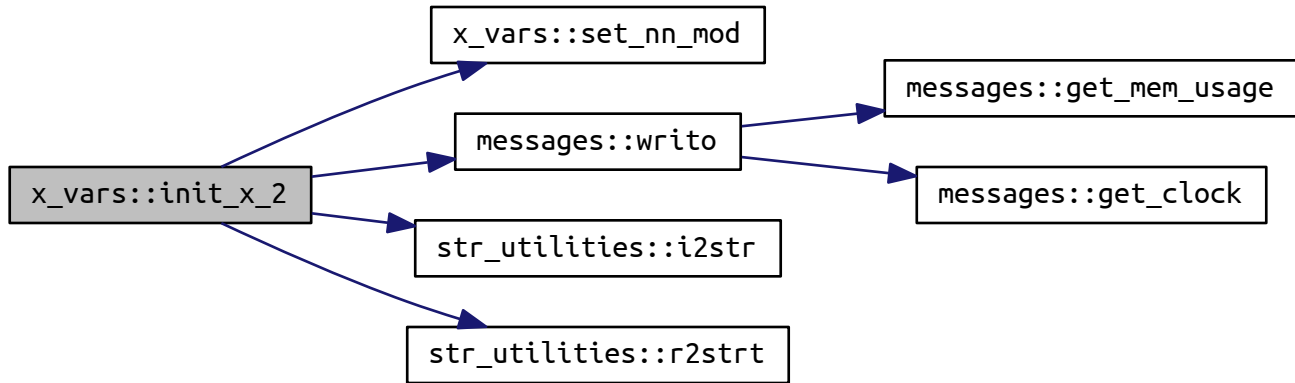 x_vars::set_nn_mod
messages::get_mem_usage
messages::writo
x_vars::init_x_2
messages::get_clock
str_utilities::i2str
str_utilities::r2strt